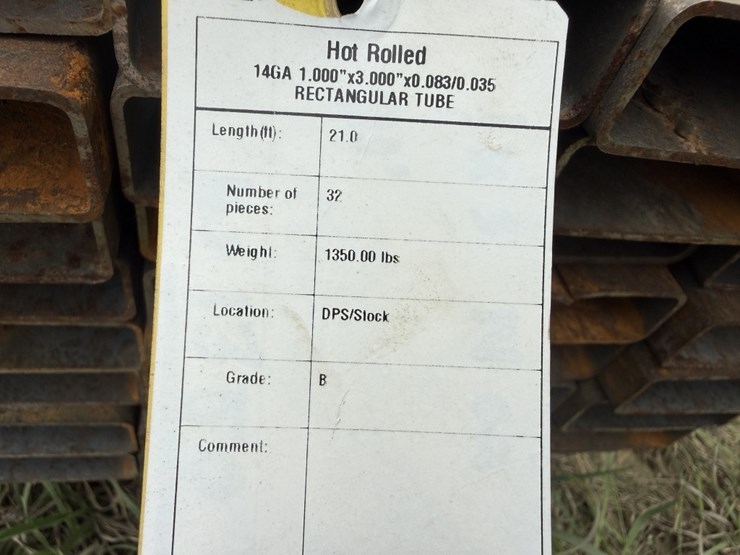 Hot Rolled
14GA 1.000"x3.000"x0.083/0.035
RECTANGULAR TUBE
Length(ft): 21.0
Number of pieces: 32
Weight: 1350.00 lbs
Location: DPS/Stock
Grade: B
Comment: